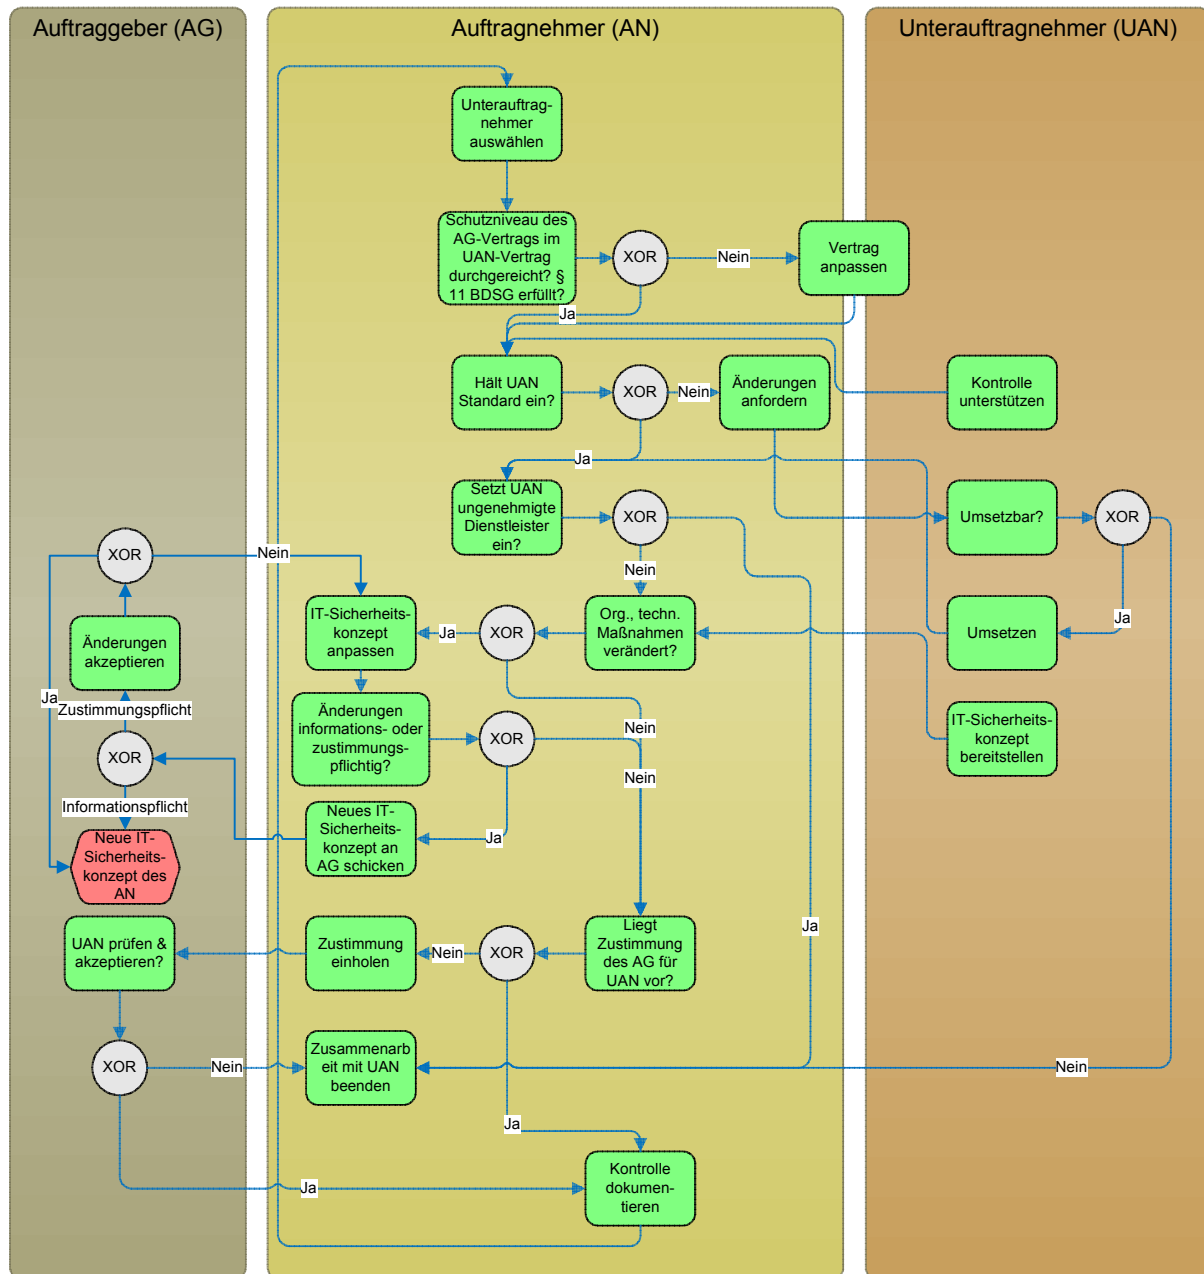 Auftraggeber (AG)
Auftragnehmer (AN)
Unterauftragnehmer (UAN)
Unterauftrag-
nehmer
auswählen
Schutzniveau des
AG-Vertrags im
UAN-Vertrag
durchgereicht? §
11 BDSG erfüllt?
XOR
Nein
Vertrag
anpassen
Ja
Hält UAN
Standard ein?
XOR
Nein
Änderungen
anfordern
Kontrolle
unterstützen
Ja
Setzt UAN
ungenehmigte
Dienstleister
ein?
XOR
Umsetzbar?
XOR
XOR
Nein
Nein
IT-Sicherheits-
konzept
anpassen
Ja
XOR
Org., techn.
Maßnahmen
verändert?
Umsetzen
Ja
Änderungen
akzeptieren
Ja
Zustimmungspflicht
Änderungen
informations- oder
zustimmungs-
pflichtig?
XOR
Nein
Nein
IT-Sicherheits-
konzept
bereitstellen
XOR
Informationspflicht
Neues IT-
Sicherheits-
konzept an
AG schicken
Ja
Neue IT-
Sicherheits-
konzept des
AN
UAN prüfen &
akzeptieren?
Zustimmung
einholen
Nein
XOR
Liegt
Zustimmung
des AG für
UAN vor?
Ja
XOR
Nein
Zusammenarb
eit mit UAN
beenden
Nein
Ja
Ja
Kontrolle
dokumen-
tieren